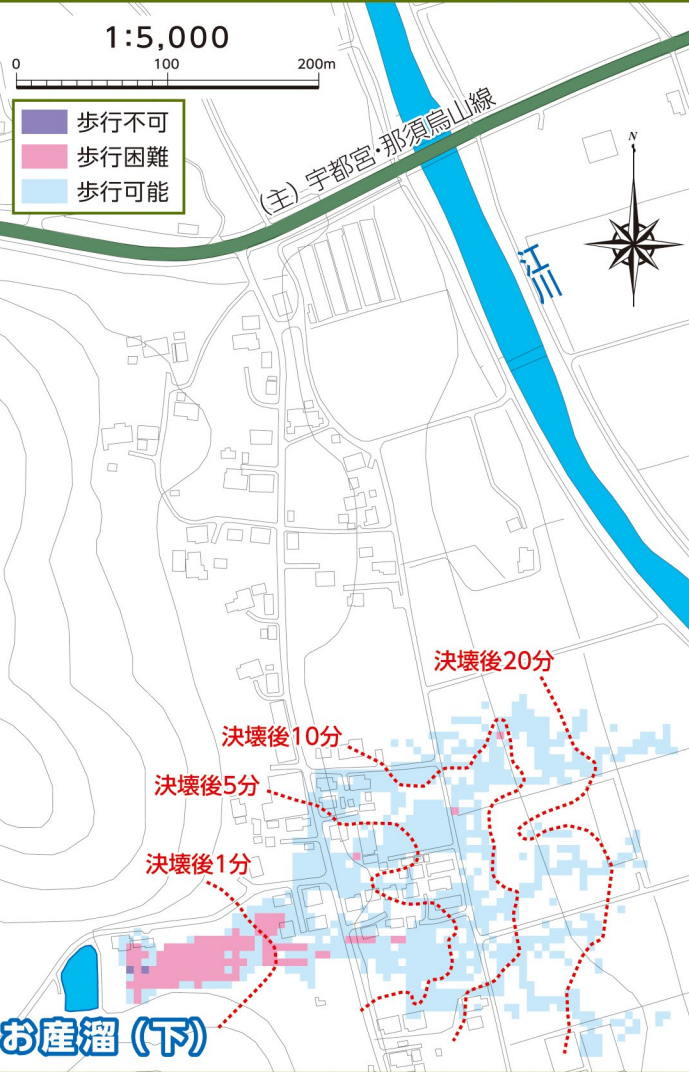 1:5,000
0 100 200m
歩行不可
歩行困難
歩行可能
(主) 宇都宮・那須烏山線
N
江川
決壊後20分
決壊後10分
決壊後5分
決壊後1分
お産溜(下)